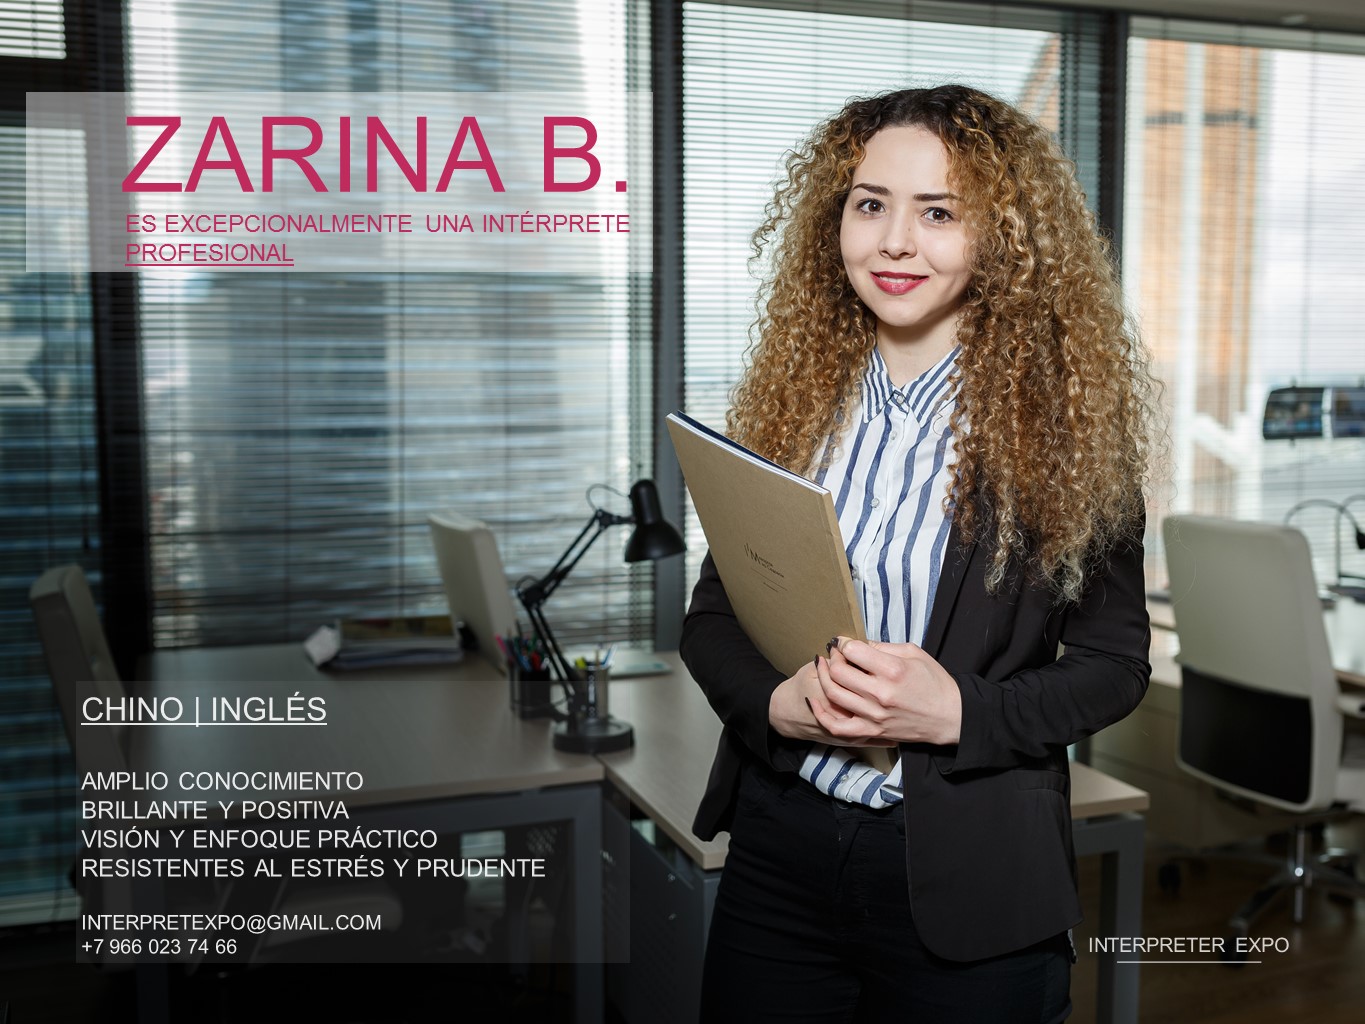 ZARINA B.
ES EXCEPCIONALMENTE UNA INTÉRPRETE
PROFESIONAL
CHINO | INGLÉS
AMPLIO CONOCIMIENTO
BRILLANTE Y POSITIVA
VISIÓN Y ENFOQUE PRÁCTICO
RESISTENTES AL ESTRÉS Y PRUDENTE
INTERPRETEXPO@GMAIL.COM
+7 966 023 74 66
INTERPRETER EXPO